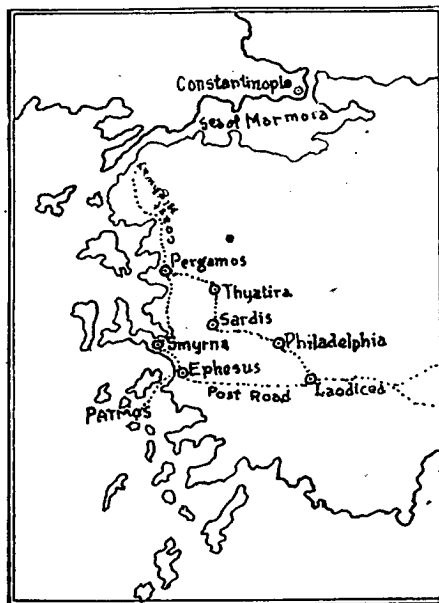 Constantinople
Sea of Marmora
Pergamos
Thyatira
Sardis
Smyrna
Philadelphia
Ephesus
Laodicea
Post Road
PATMOS